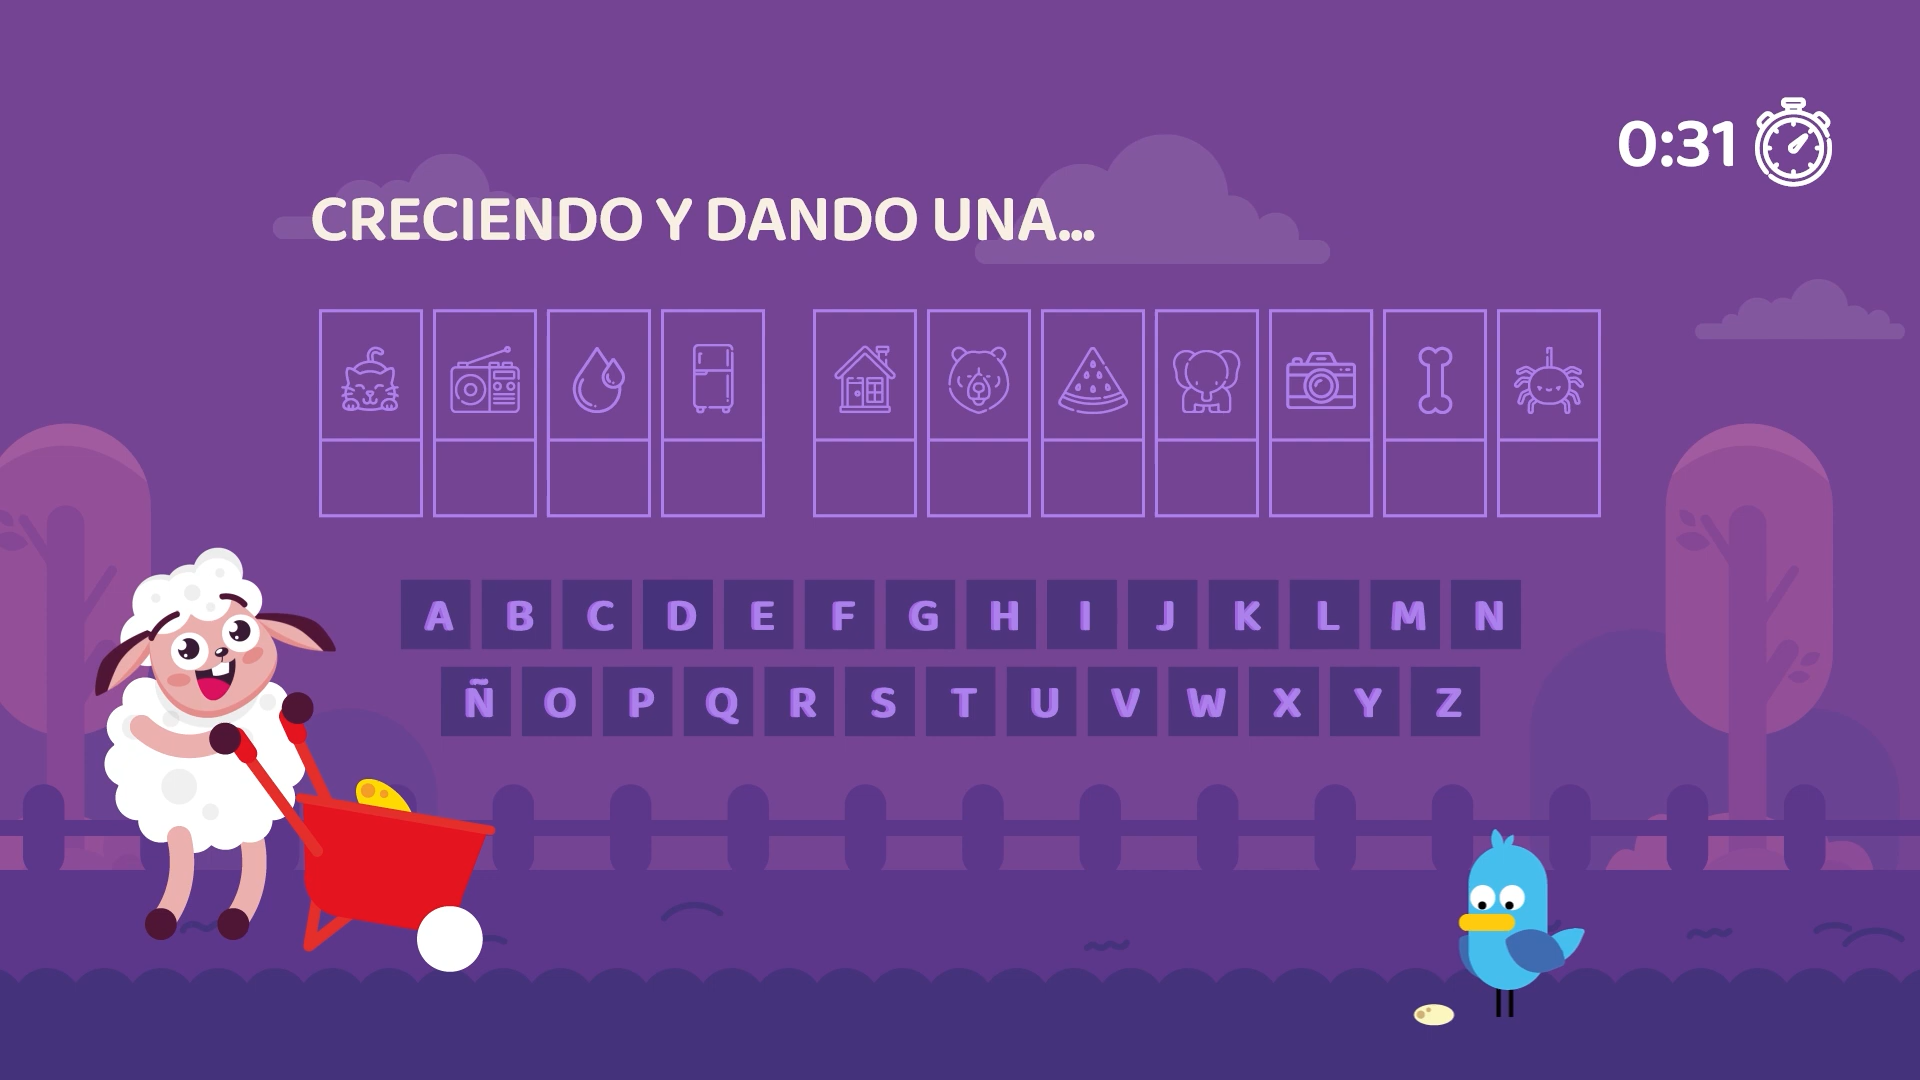 0:31
CRECIENDO Y DANDO UNA...
A B C D E F G H I J K L M N
Ñ O P Q R S T U V W X Y Z